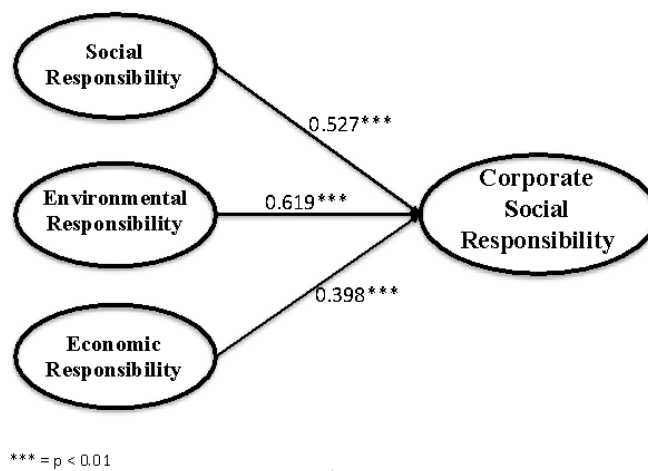 Social
Responsibility
0.527***
Environmental
Responsibility
0.619***
Corporate
Social
Responsibility
0.398***
Economic
Responsibility
*** = p < 0.01